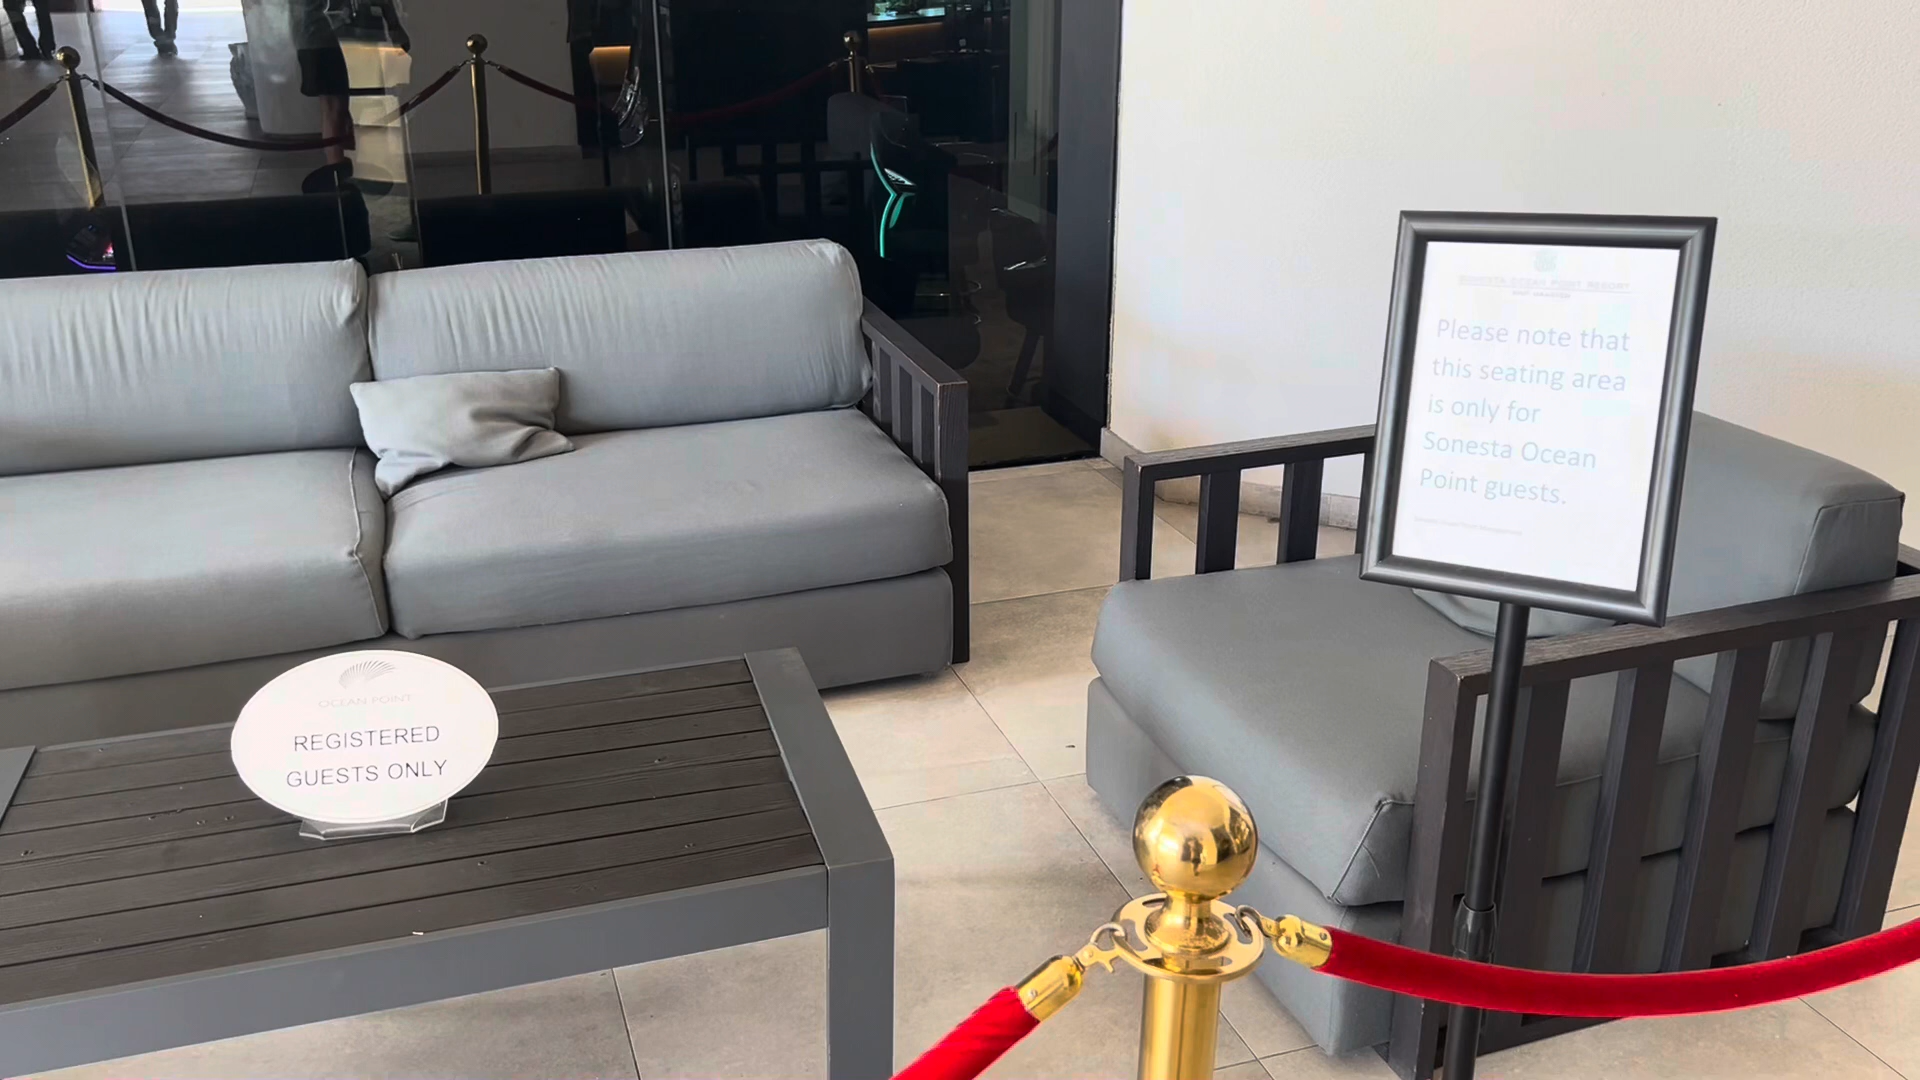 OCEAN POINT
REGISTERED
GUESTS ONLY
SONESTA OCEAN POINT RESORT
Please note that
this seating area
is only for
Sonesta Ocean
Point guests.